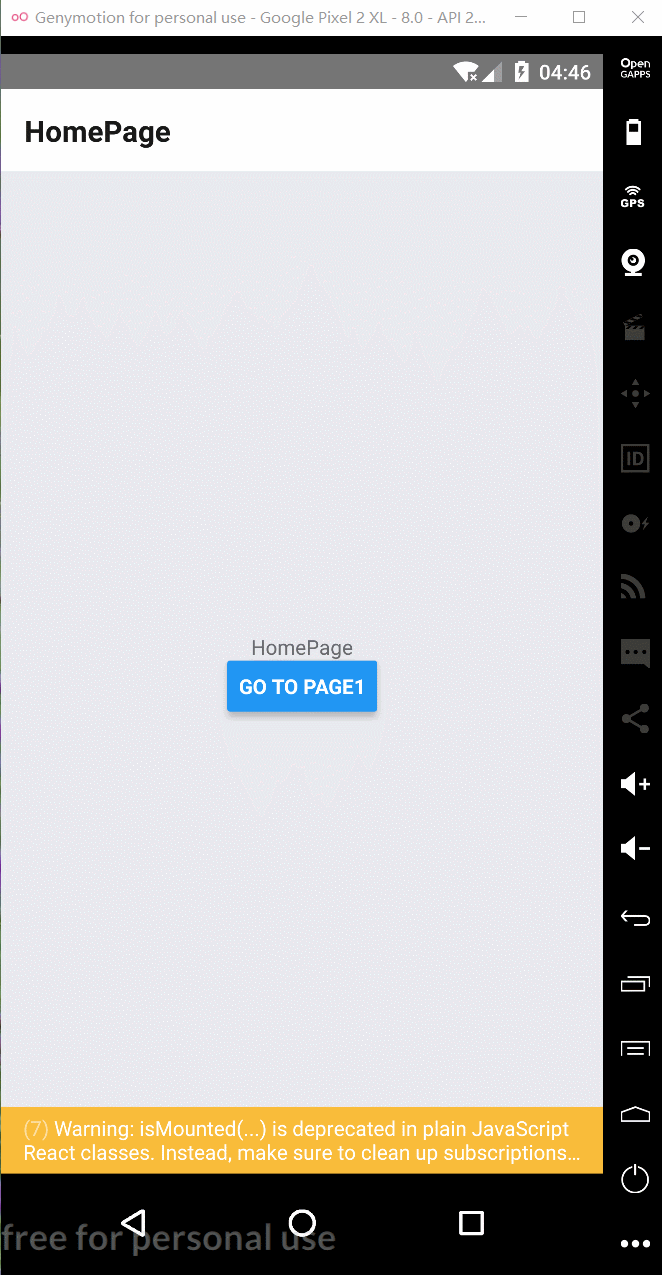 Genymotion for personal use - Google Pixel 2 XL - 8.0 - API 2...
Open
GAPPS
04:46
HomePage
GPS
ID
HomePage
GO TO PAGE1
(7) Warning: isMounted(...) is deprecated in plain JavaScript
React classes. Instead, make sure to clean up subscriptions...
free for personal use